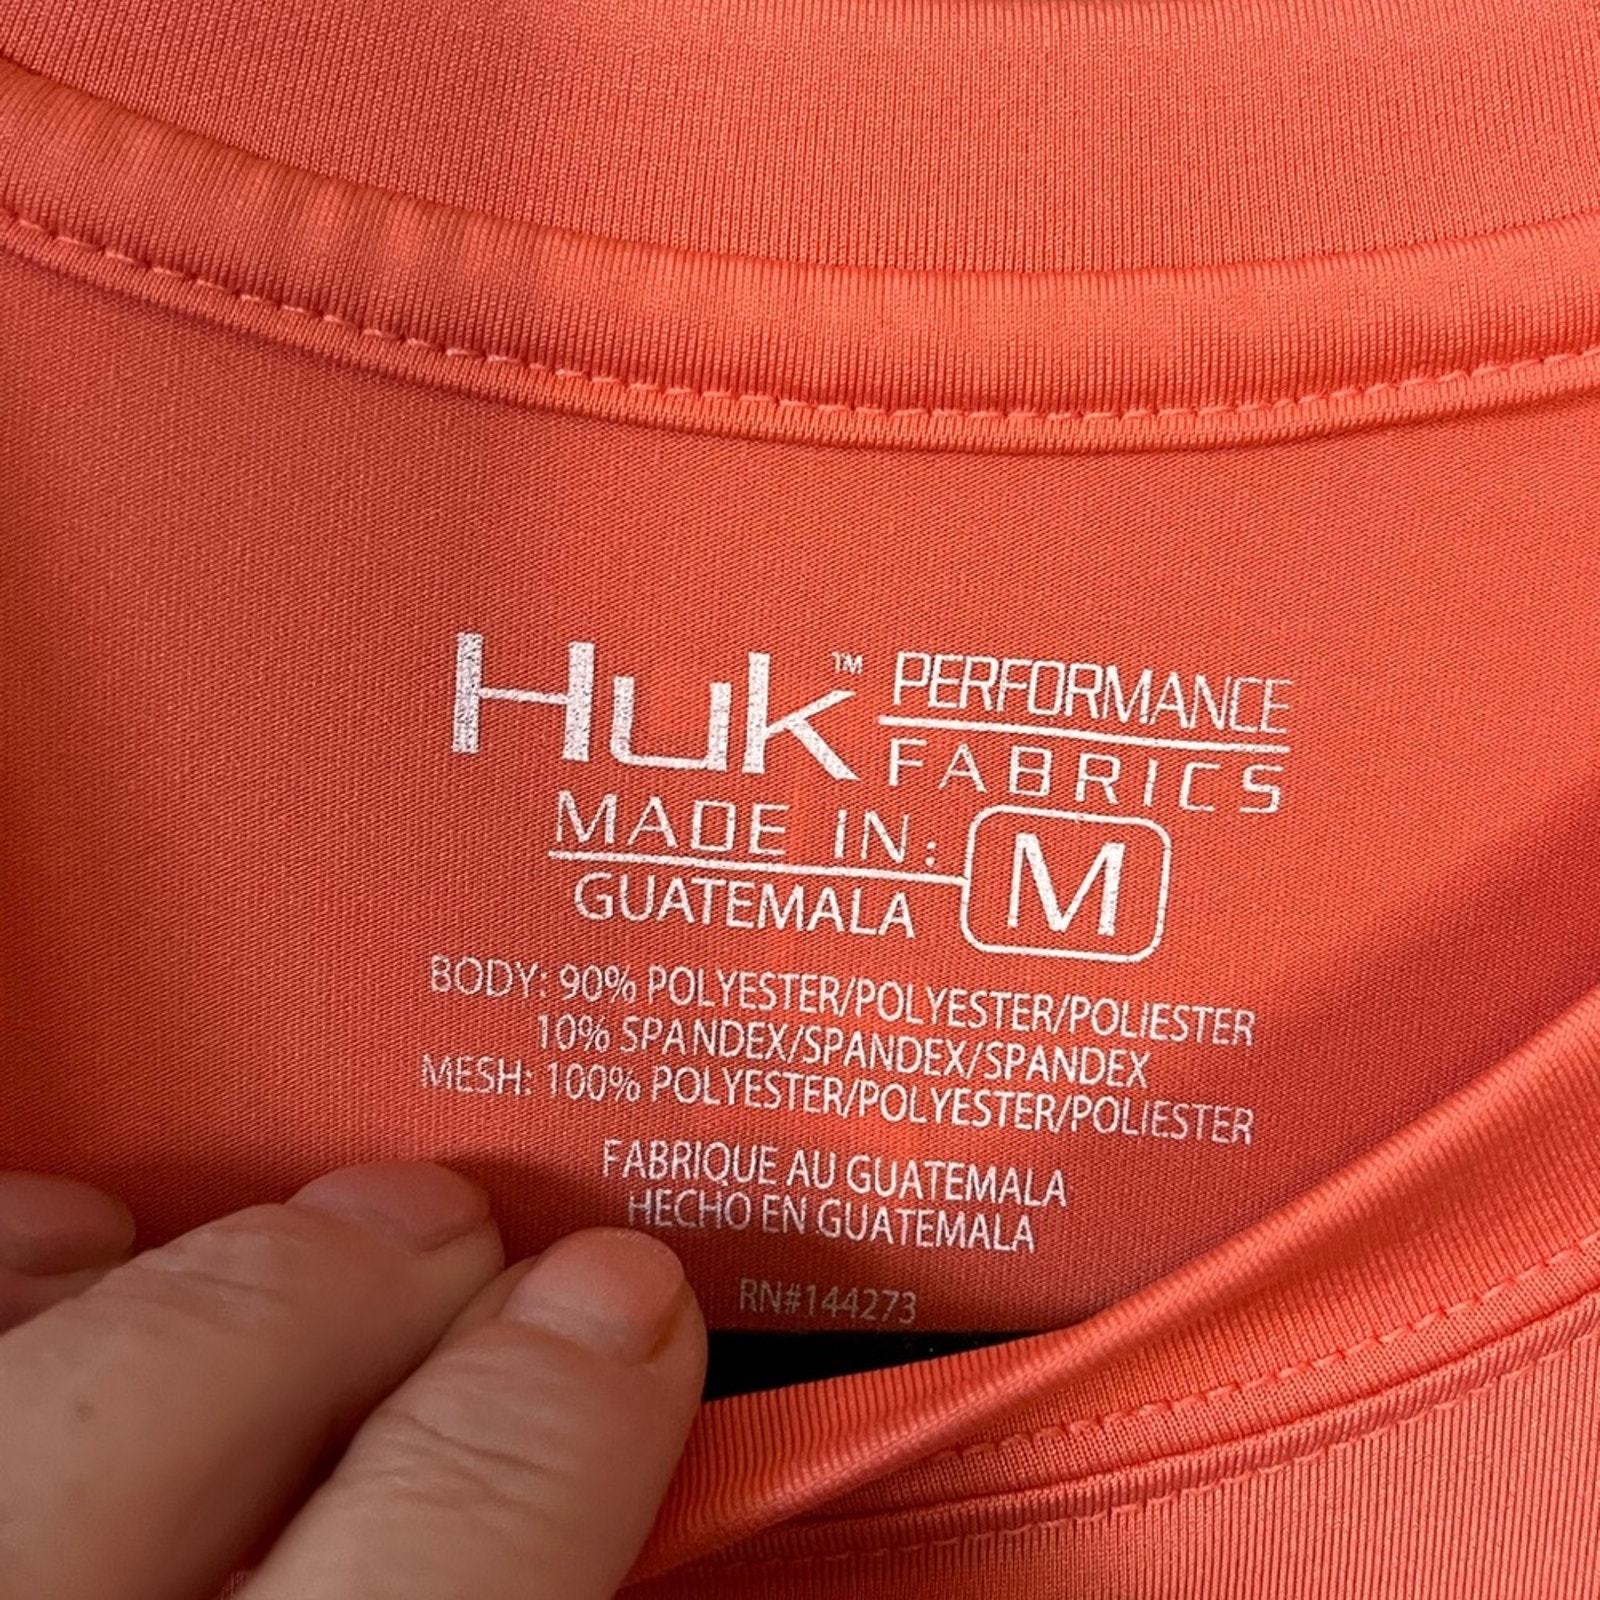 Huk™ PERFORMANCE
FABRICS
MADE IN: M
GUATEMALA
BODY: 90% POLYESTER/POLYESTER/POLIESTER
10% SPANDEX/SPANDEX/SPANDEX
MESH: 100% POLYESTER/POLYESTER/POLIESTER
FABRIQUE AU GUATEMALA
HECHO EN GUATEMALA
RN#144273